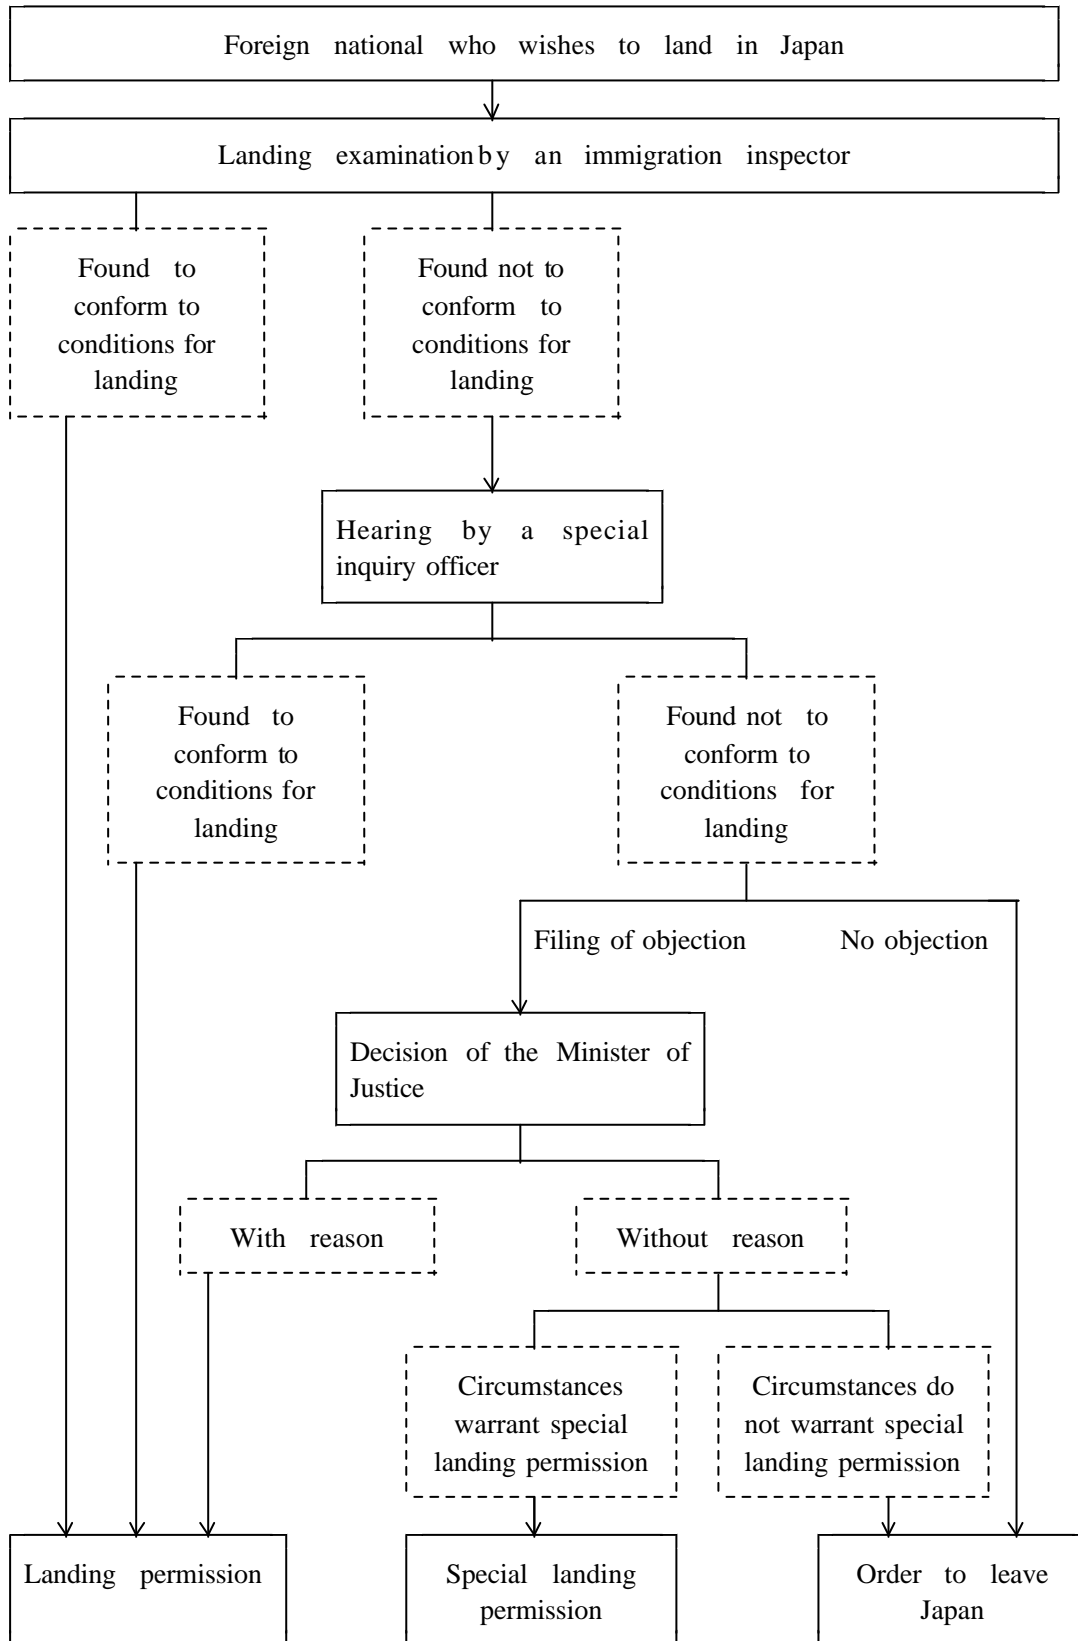 Foreign national who wishes to land in Japan
Landing examination by an immigration inspector
Found to
conform to
conditions for
landing
Found not to
conform to
conditions for
landing
Hearing by a special
inquiry officer
Found to
conform to
conditions for
landing
Found not to
conform to
conditions for
landing
Filing of objection
No objection
Decision of the Minister of
Justice
With reason
Without reason
Circumstances
warrant special
landing permission
Circumstances do
not warrant special
landing permission
Landing permission
Special landing
permission
Order to leave
Japan